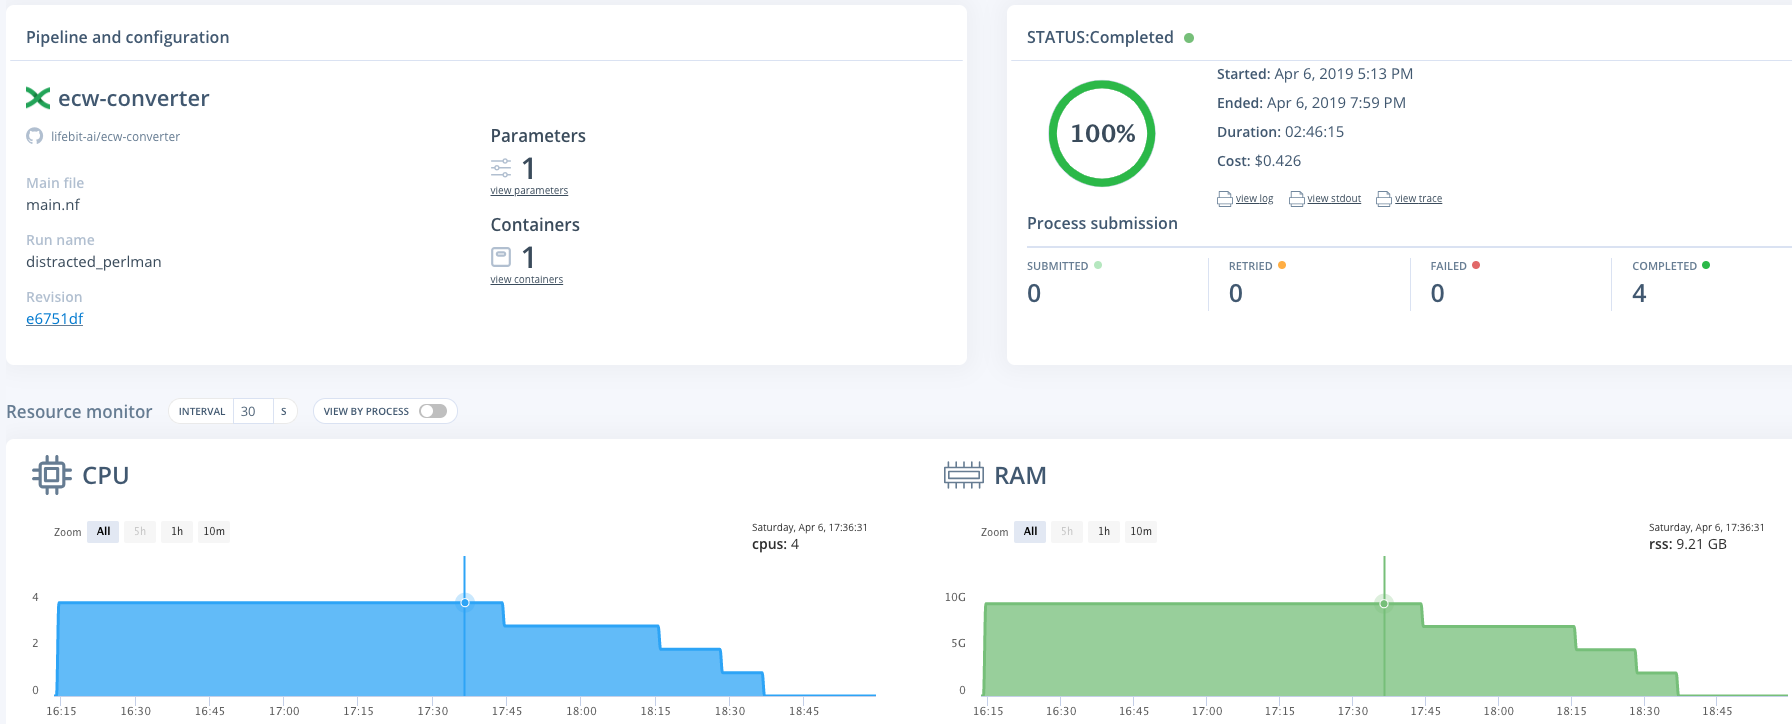 Pipeline and configuration
ecw-converter
lifebit-ai/ecw-converter
Main file
main.nf
Run name
distracted_perlman
Revision
e6751df
Parameters
1
view parameters
Containers
1
view containers
STATUS:Completed
100%
Started: Apr 6, 2019 5:13 PM
Ended: Apr 6, 2019 7:59 PM
Duration: 02:46:15
Cost: $0.426
view log view stdout view trace
Process submission
SUBMITTED RETRIED FAILED COMPLETED
0 0 0 4
Resource monitor INTERVAL 30 S VIEW BY PROCESS
CPU
Zoom All 5h 1h 10m
Saturday, Apr 6, 17:36:31
cpus: 4
4
2
0
16:15 16:30 16:45 17:00 17:15 17:30 17:45 18:00 18:15 18:30 18:45
RAM
Zoom All 5h 1h 10m
Saturday, Apr 6, 17:36:31
rss: 9.21 GB
10G
5G
0
16:15 16:30 16:45 17:00 17:15 17:30 17:45 18:00 18:15 18:30 18:45